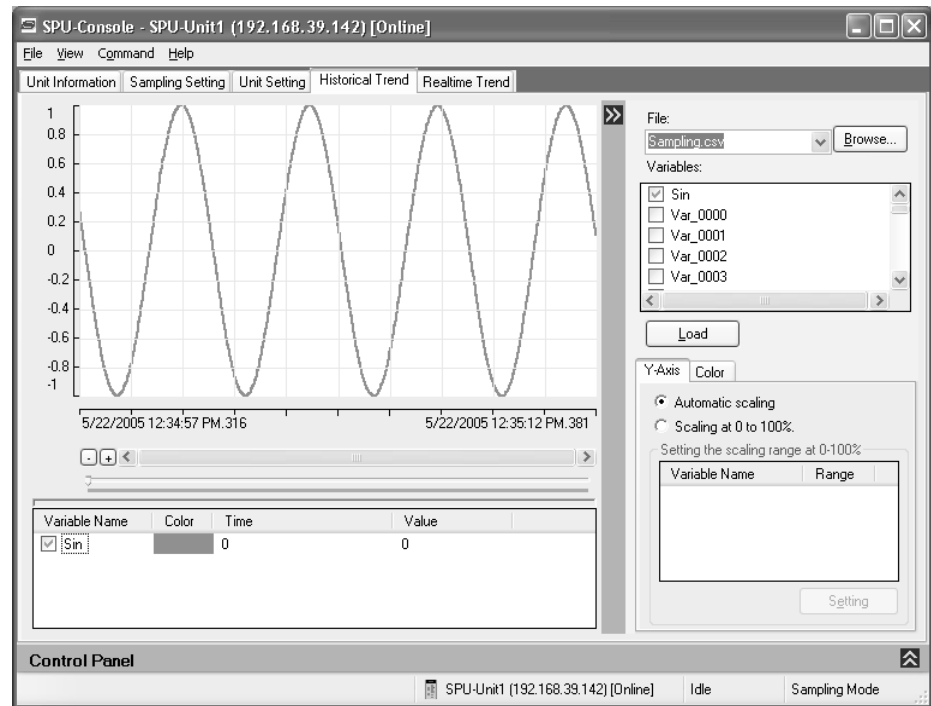 SPU-Console - SPU-Unit1 (192.168.39.142) [Online]
File View Command Help
Unit Information Sampling Setting Unit Setting Historical Trend Realtime Trend
1
0.8
0.6
0.4
0.2
0
-0.2
-0.4
-0.6
-0.8
-1
5/22/2005 12:34:57 PM.316 5/22/2005 12:35:12 PM.381
- +
Variable Name Color Time Value
Sin 0 0
File:
Sampling.csv Browse...
Variables:
Sin
Var_0000
Var_0001
Var_0002
Var_0003
Load
Y-Axis Color
Automatic scaling
Scaling at 0 to 100%.
Setting the scaling range at 0-100%
Variable Name Range
Setting
Control Panel
SPU-Unit1 (192.168.39.142) [Online] Idle Sampling Mode